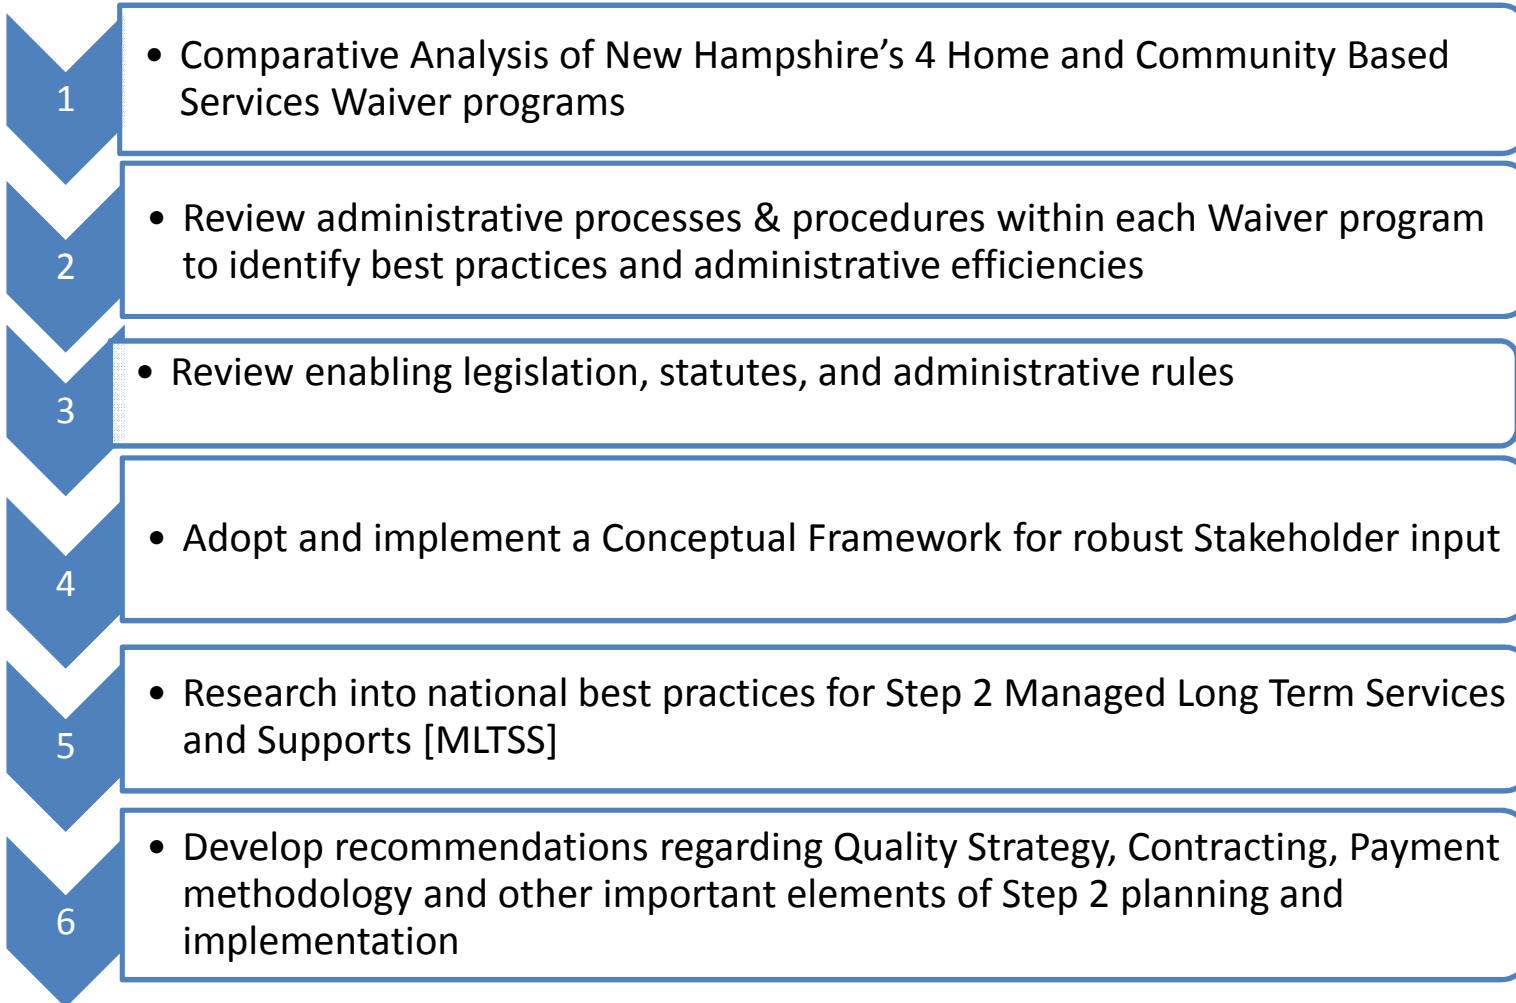 1
• Comparative Analysis of New Hampshire’s 4 Home and Community Based
Services Waiver programs
2
• Review administrative processes & procedures within each Waiver program
to identify best practices and administrative efficiencies
3
• Review enabling legislation, statutes, and administrative rules
4
• Adopt and implement a Conceptual Framework for robust Stakeholder input
5
• Research into national best practices for Step 2 Managed Long Term Services
and Supports [MLTSS]
6
• Develop recommendations regarding Quality Strategy, Contracting, Payment
methodology and other important elements of Step 2 planning and
implementation